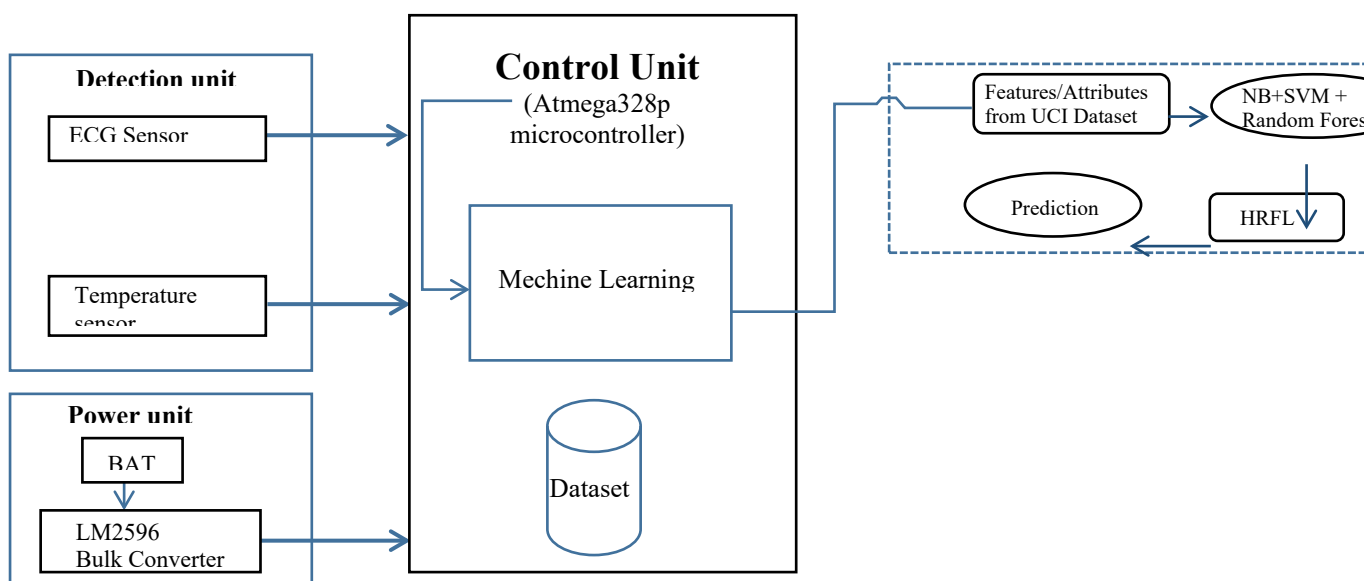 Detection unit
ECG Sensor
Temperature
sensor
Power unit
BAT
LM2596
Bulk Converter
Control Unit
(Atmega328p
microcontroller)
Mechine Learning
Dataset
Features/Attributes
from UCI Dataset
NB+SVM +
Random Fores
HRFL
Prediction